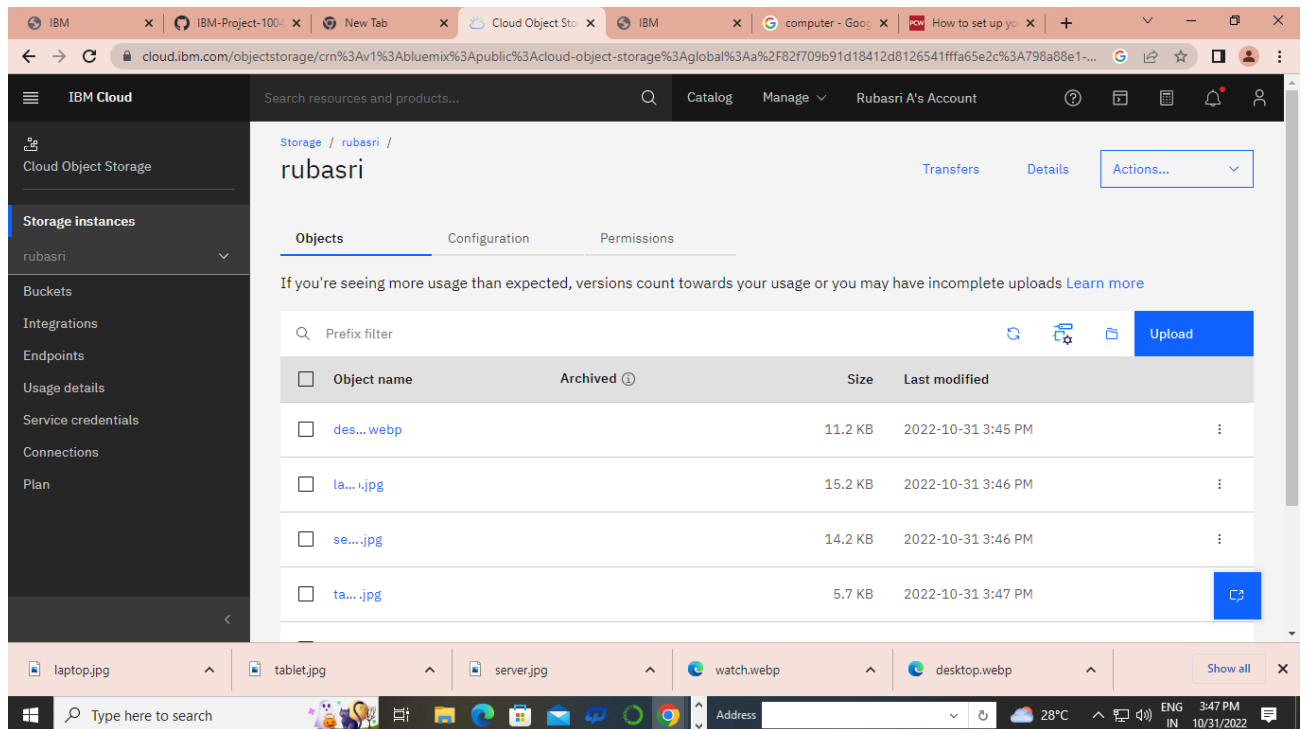 IBM
IBM-Project-1004
New Tab
Cloud Object Sto
IBM
computer - Goog
PCW How to set up yo
cloud.ibm.com/objectstorage/crn%3Av1%3Abluemix%3Apublic%3Acloud-object-storage%3Aglobal%3Aa%2F82f709b91d18412d8126541fffa65e2c%3A798a88e1-...
IBM Cloud
Search resources and products...
Catalog
Manage
Rubasri A's Account
Cloud Object Storage
Storage instances
rubasri
Buckets
Integrations
Endpoints
Usage details
Service credentials
Connections
Plan
Storage / rubasri /
rubasri
Transfers
Details
Actions...
Objects
Configuration
Permissions
If you're seeing more usage than expected, versions count towards your usage or you may have incomplete uploads Learn more
Prefix filter
Upload
Object name Archived Size Last modified
des...webp 11.2 KB 2022-10-31 3:45 PM
la... .jpg 15.2 KB 2022-10-31 3:46 PM
se....jpg 14.2 KB 2022-10-31 3:46 PM
ta... .jpg 5.7 KB 2022-10-31 3:47 PM
laptop.jpg
tablet.jpg
server.jpg
watch.webp
desktop.webp
Show all
Type here to search
Address
28°C
ENG
IN
3:47 PM
10/31/2022